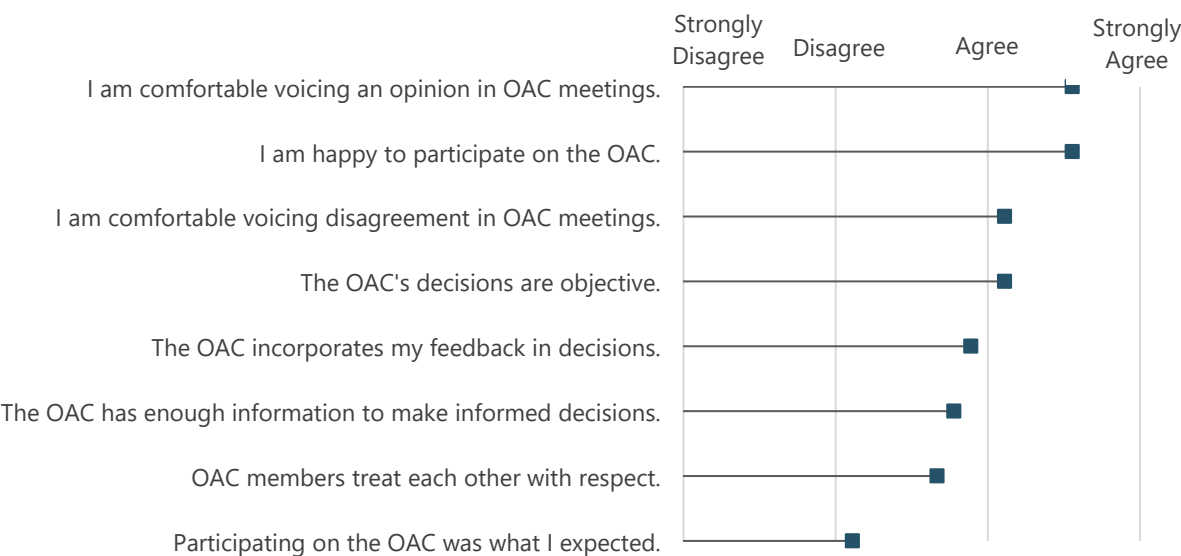 Strongly
Disagree
Disagree
Agree
Strongly
Agree
I am comfortable voicing an opinion in OAC meetings.
I am happy to participate on the OAC.
I am comfortable voicing disagreement in OAC meetings.
The OAC's decisions are objective.
The OAC incorporates my feedback in decisions.
The OAC has enough information to make informed decisions.
OAC members treat each other with respect.
Participating on the OAC was what I expected.